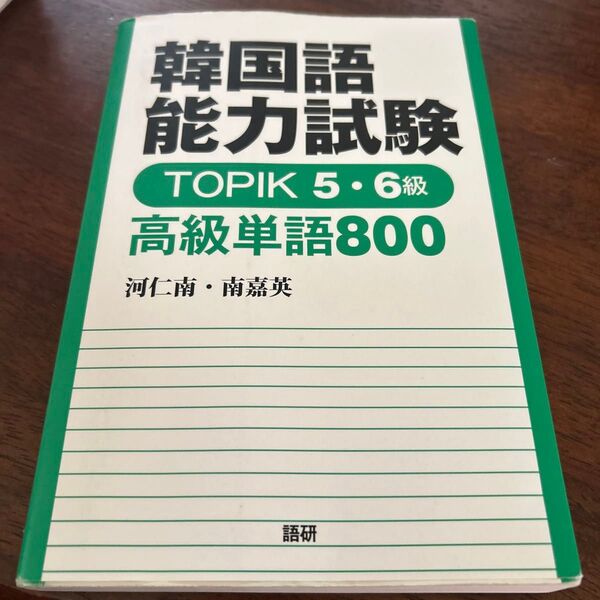 韓国語
能力試験
TOPIK 5・6級
高級単語800
河仁南・南嘉英
語研